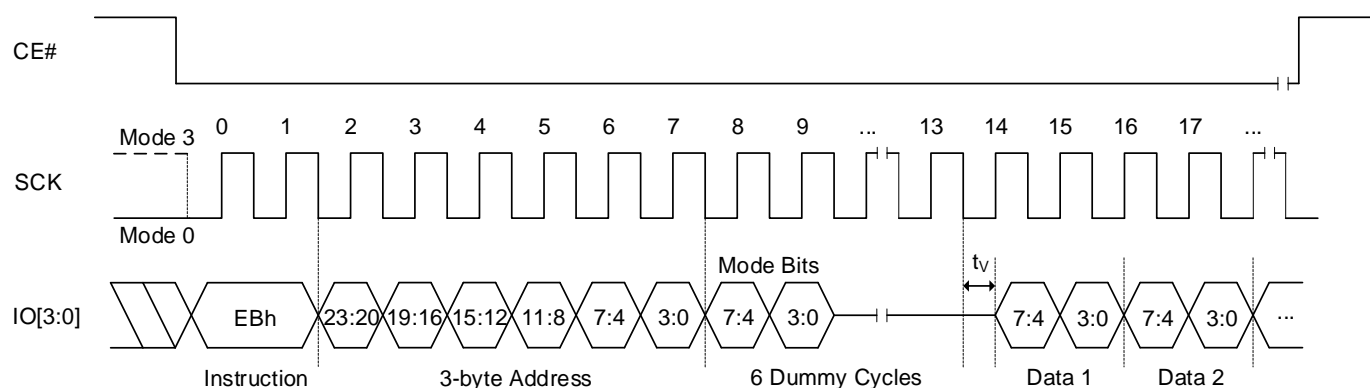 CE#
0 1 2 3 4 5 6 7 8 9 ... 13 14 15 16 17 ...
Mode 3
SCK
Mode 0
Mode Bits
tV
IO[3:0]
EBh 23:20 19:16 15:12 11:8 7:4 3:0 7:4 3:0 7:4 3:0 7:4 3:0 ...
Instruction 3-byte Address 6 Dummy Cycles Data 1 Data 2